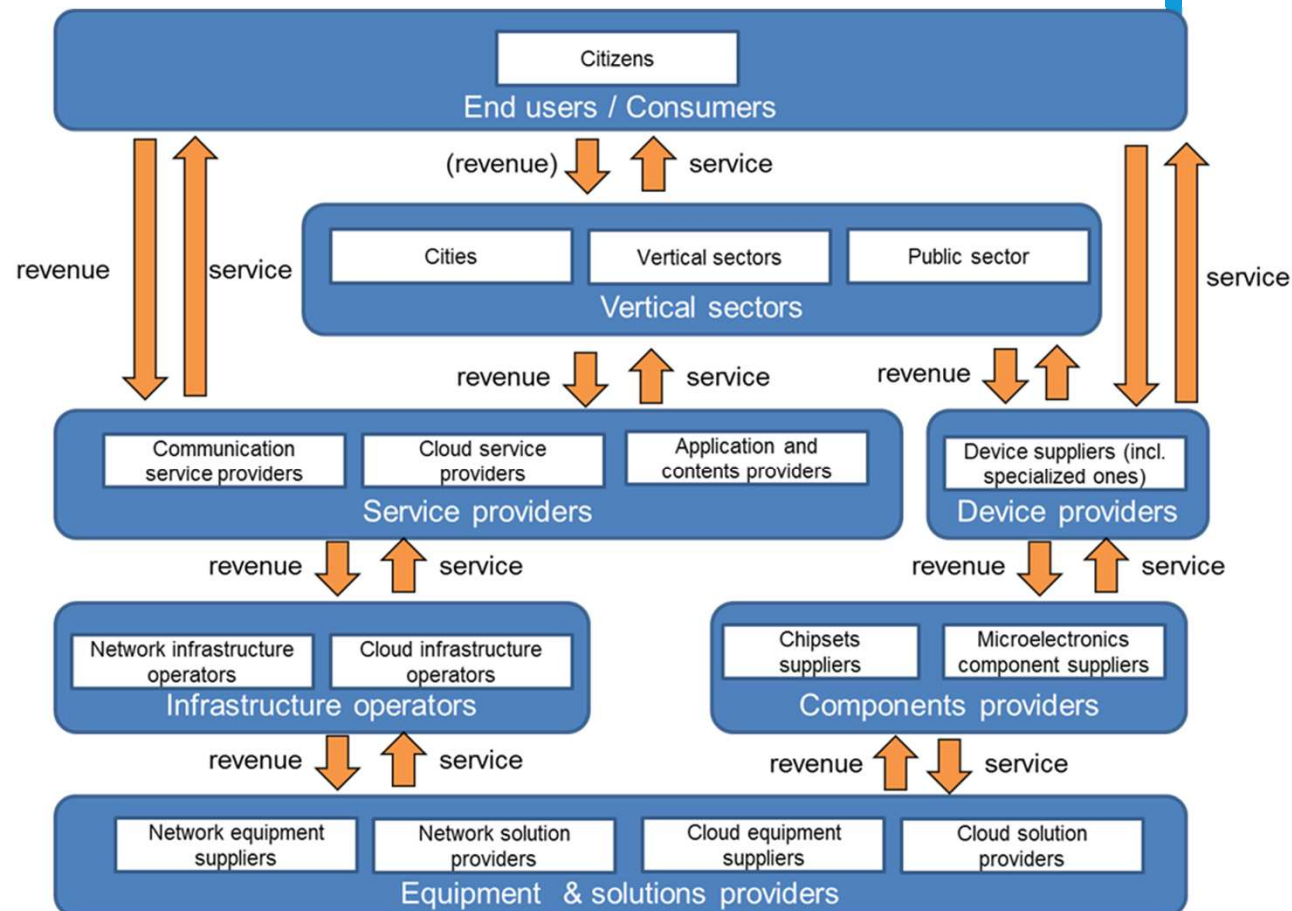 Citizens
End users / Consumers
(revenue)
service
revenue
service
service
Cities
Vertical sectors
Public sector
Vertical sectors
revenue
service
revenue
Communication
service providers
Cloud service
providers
Application and
contents providers
Service providers
Device suppliers (incl.
specialized ones)
Device providers
revenue
service
revenue
service
Network infrastructure
operators
Cloud infrastructure
operators
Infrastructure operators
Chipsets
suppliers
Microelectronics
component suppliers
Components providers
revenue
service
revenue
service
Network equipment
suppliers
Network solution
providers
Cloud equipment
suppliers
Cloud solution
providers
Equipment & solutions providers